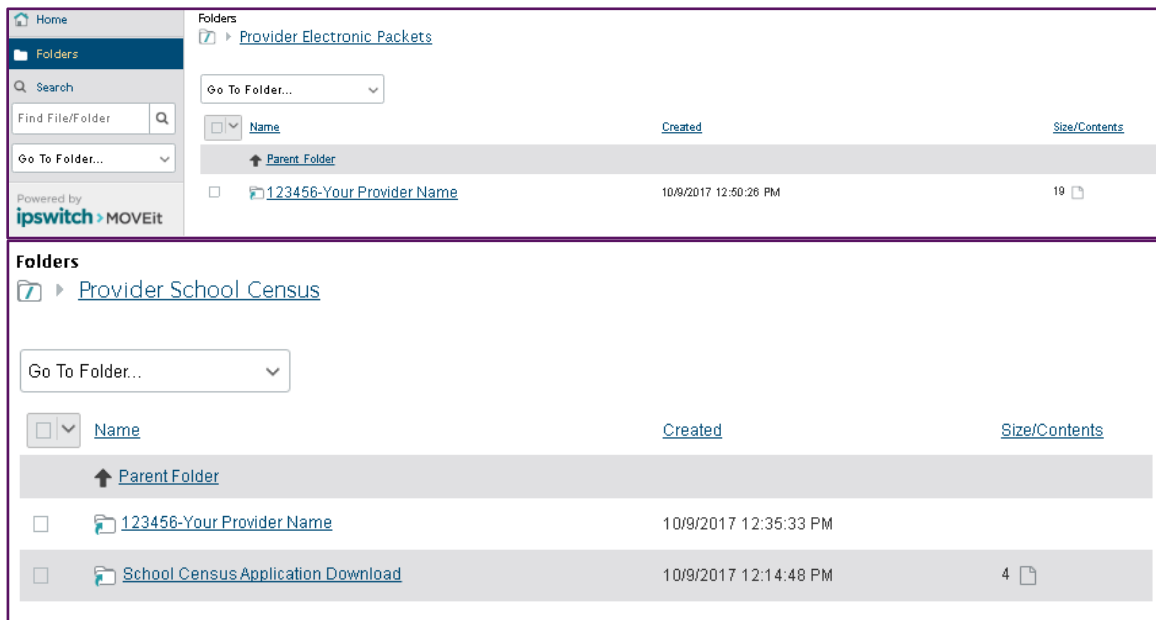 Home
Folders
Search
Find File/Folder
Go To Folder...
Powered by
ipswitch > MOVEit
Folders
Provider Electronic Packets
Go To Folder...
Name Created Size/Contents
Parent Folder
123456-Your Provider Name 10/9/2017 12:50:26 PM 19
Folders
Provider School Census
Go To Folder...
Name Created Size/Contents
Parent Folder
123456-Your Provider Name 10/9/2017 12:35:33 PM
School Census Application Download 10/9/2017 12:14:48 PM 4